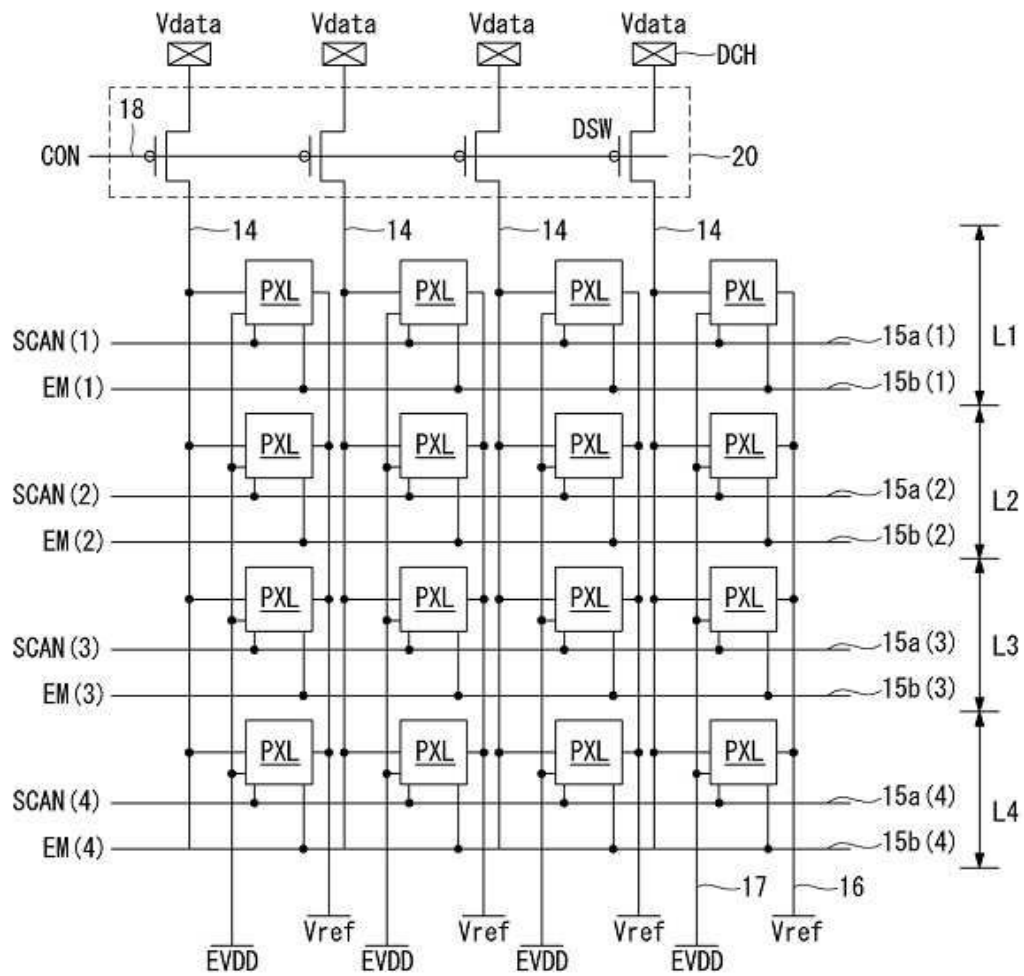 Vdata Vdata Vdata Vdata
DCH
18
DSW
CON
20
14 14 14 14
PXL PXL PXL PXL
SCAN(1) 15a(1)
L1
EM(1) 15b(1)
PXL PXL PXL PXL
SCAN(2) 15a(2)
L2
EM(2) 15b(2)
PXL PXL PXL PXL
SCAN(3) 15a(3)
L3
EM(3) 15b(3)
PXL PXL PXL PXL
SCAN(4) 15a(4)
L4
EM(4) 15b(4)
17 16
Vref Vref Vref Vref
EVDD EVDD EVDD EVDD